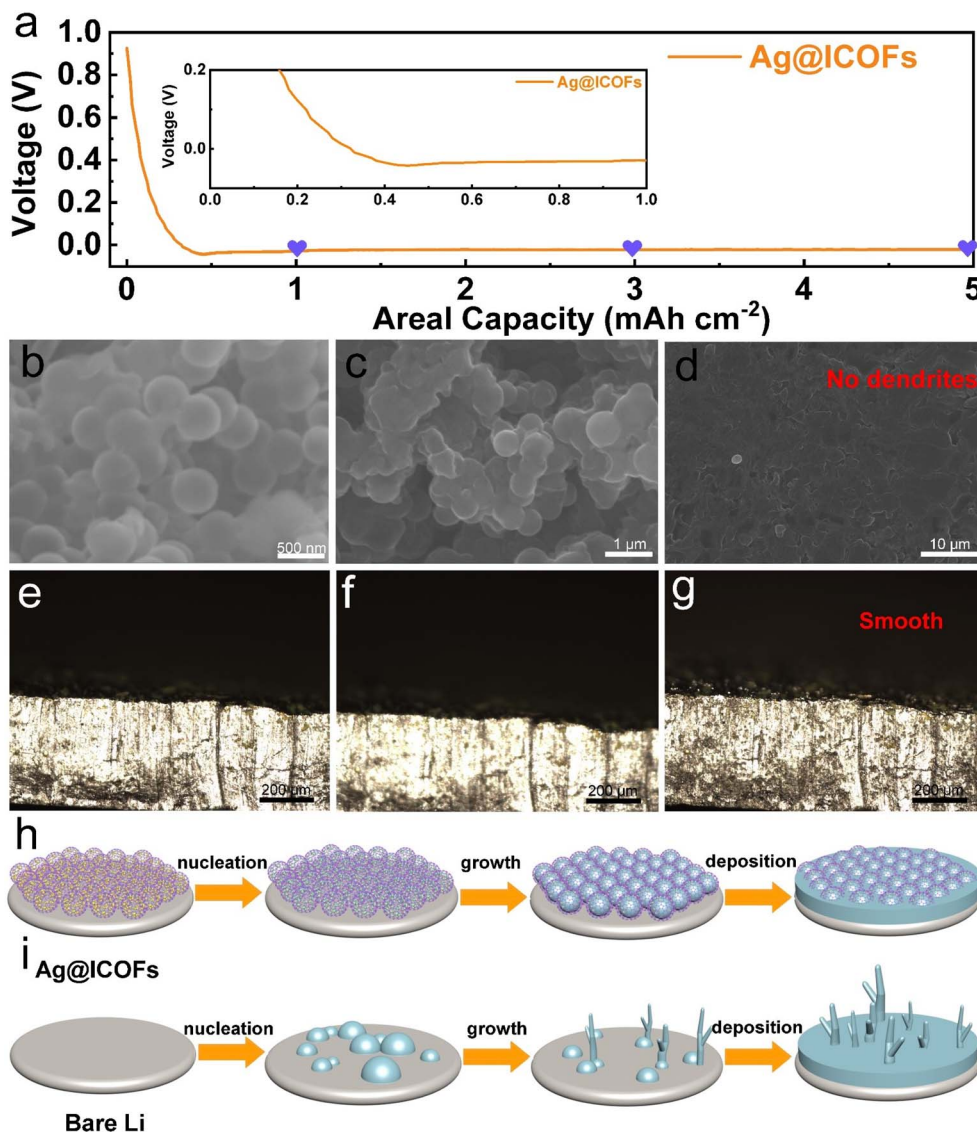 a
1.0
0.8
0.6
0.4
0.2
0.0
Voltage (V)
Ag@ICOFs
0.2
0.0
Voltage (V)
Ag@ICOFs
0.0 0.2 0.4 0.6 0.8 1.0
0 1 2 3 4 5
Areal Capacity (mAh cm⁻²)
b
500 nm
c
1 μm
d
No dendrites
10 μm
e
200 μm
f
200 μm
g
Smooth
200 μm
h
nucleation growth deposition
i
Ag@ICOFs
nucleation growth deposition
Bare Li